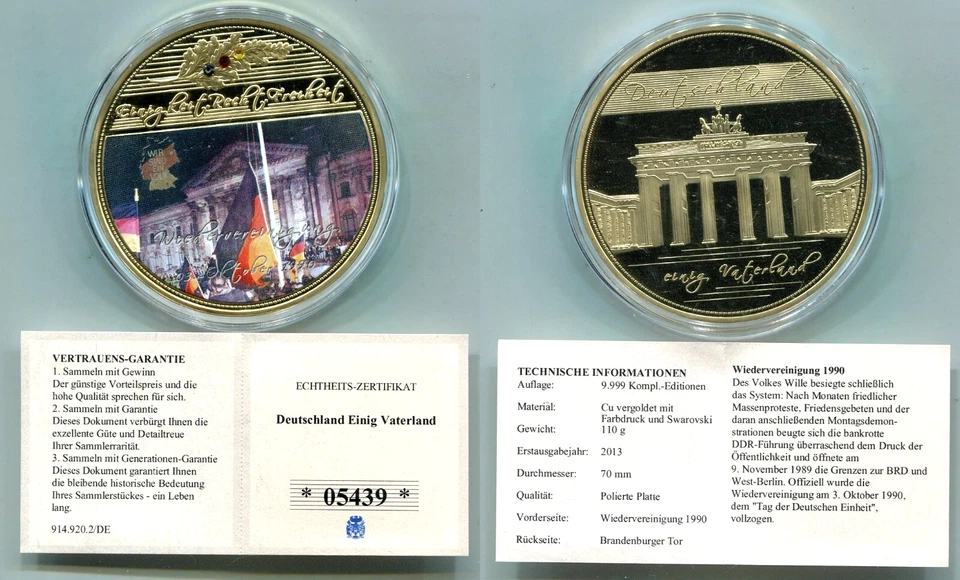 Einigkeit, Recht, Freiheit
WIR
SIND
EIN
Wiedervereinigung
3. Oktober 1990
Deutschland
einig Vaterland
VERTRAUENS-GARANTIE
1. Sammeln mit Gewinn
Der günstige Vorteilspreis und die
hohe Qualität sprechen für sich.
2. Sammeln mit Garantie
Dieses Dokument verbürgt Ihnen die
exzellente Güte und Detailtreue
Ihrer Sammlerrarität.
3. Sammeln mit Generationen-Garantie
Dieses Dokument garantiert Ihnen
die bleibende historische Bedeutung
Ihres Sammlerstückes - ein Leben
lang.
914.920.2/DE
ECHTHEITS-ZERTIFIKAT
Deutschland Einig Vaterland
* 05439 *
TECHNISCHE INFORMATIONEN
Auflage: 9.999 Kompl.-Editionen
Material: Cu vergoldet mit
Farbdruck und Swarovski
Gewicht: 110 g
Erstausgabejahr: 2013
Durchmesser: 70 mm
Qualität: Polierte Platte
Vorderseite: Wiedervereinigung 1990
Rückseite: Brandenburger Tor
Wiedervereinigung 1990
Des Volkes Wille besiegte schließlich
das System: Nach Monaten friedlicher
Massenproteste, Friedensgebeten und der
daran anschließenden Montagsdemon-
strationen beugte sich die bankrotte
DDR-Führung überraschend dem Druck der
Öffentlichkeit und öffnete am
9. November 1989 die Grenzen zur BRD und
West-Berlin. Offiziell wurde die
Wiedervereinigung am 3. Oktober 1990,
dem "Tag der Deutschen Einheit",
vollzogen.